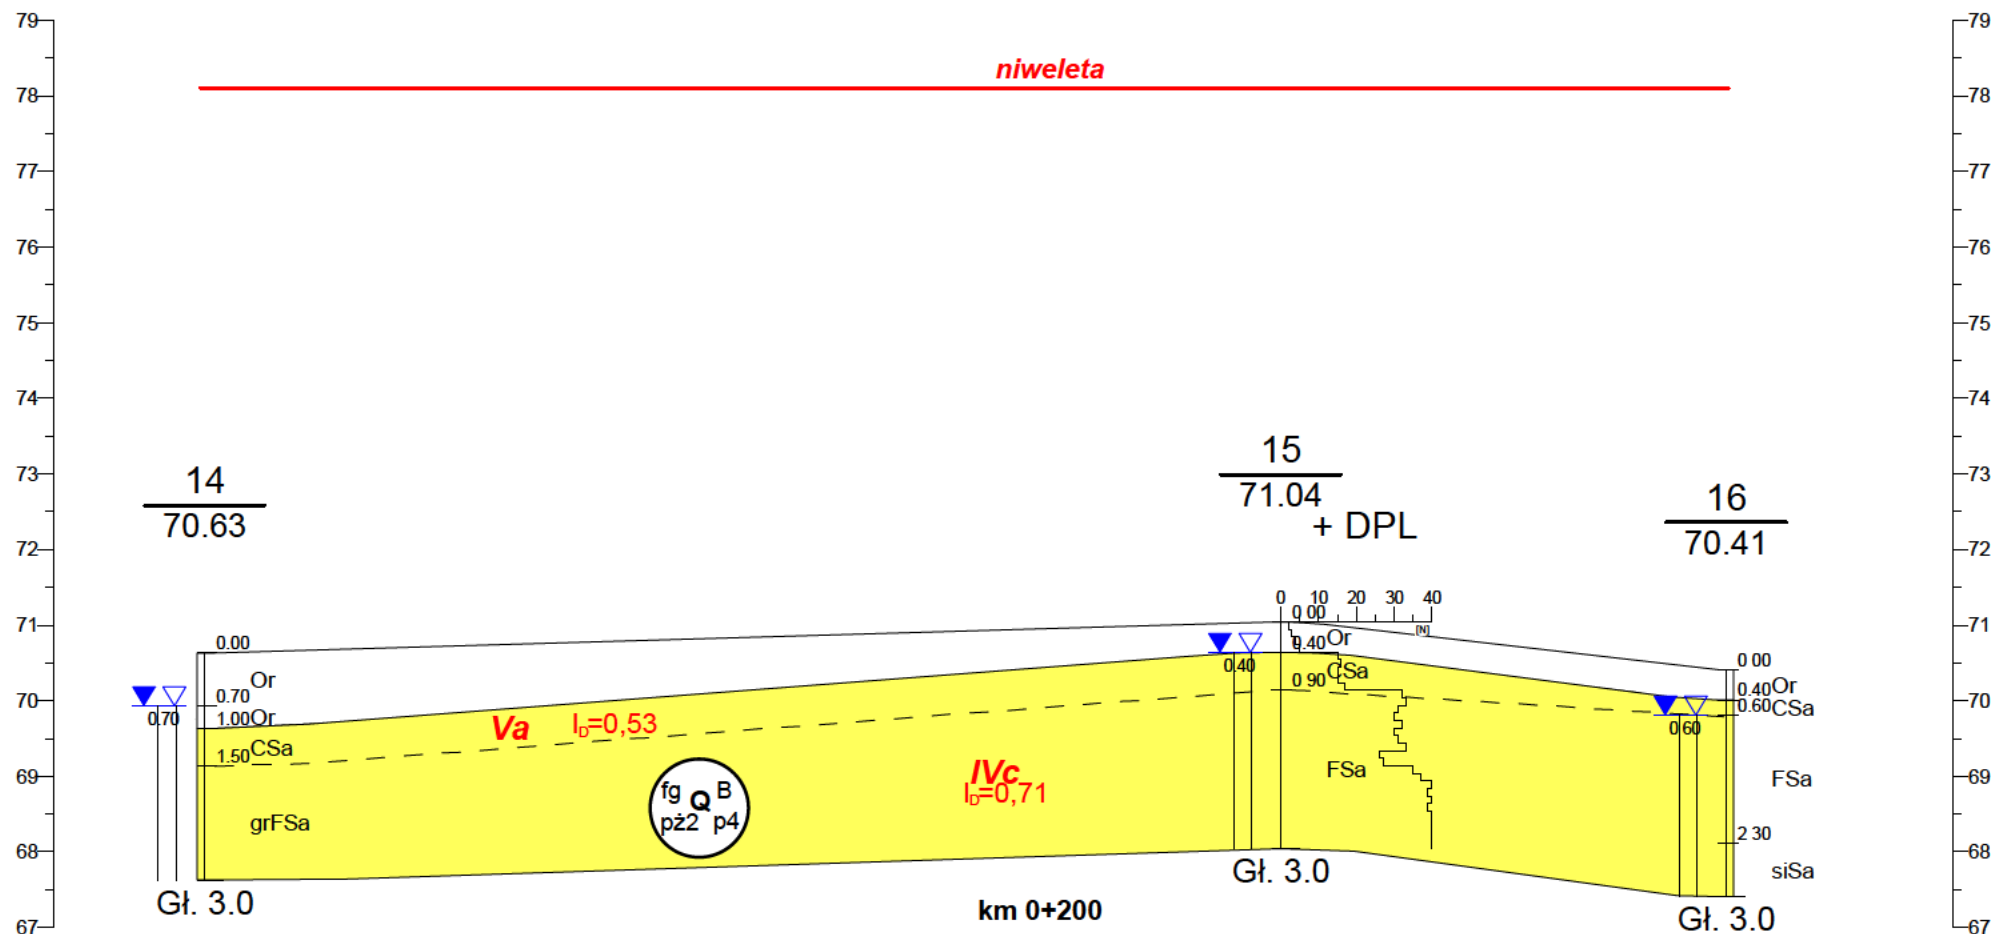 79
79
niweleta
78
78
77
77
76
76
75
75
74
74
73
73
72
72
71
71
70
70
69
69
68
68
67
67
14
70.63
15
71.04
+ DPL
16
70.41
0 10 20 30 40
[N]
0.00
Or
0.70
1.00 Or
CSa
1.50
grFSa
0.70
Gł. 3.0
Va
ID=0,53
IVc
ID=0,71
fg Q B
pż2 p4
0 00
0.40 Or
CSa
0 90
FSa
0.40
Gł. 3.0
0 00
0.40 Or
0.60 CSa
FSa
2 30
siSa
0 60
Gł. 3.0
km 0+200